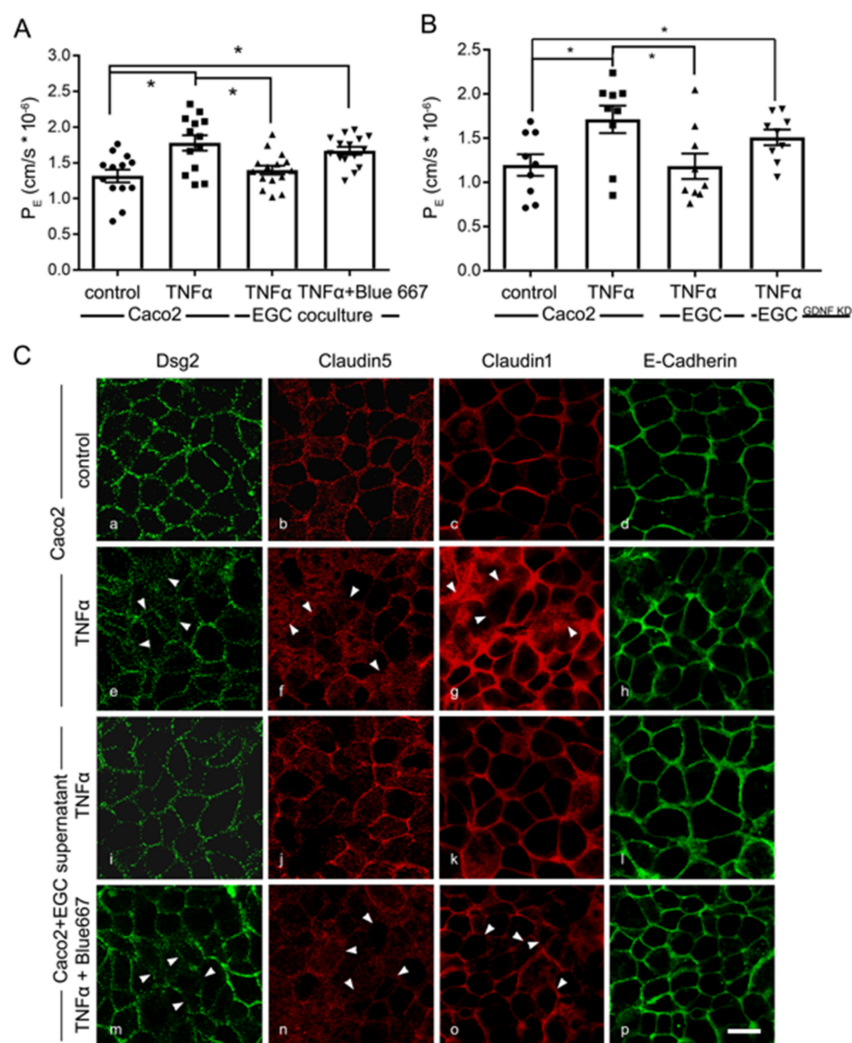 A
B
*
*
*
*
*
*
P_E (cm/s * 10^-6)
3.0
2.5
2.0
1.5
1.0
0.5
0.0
control TNFα TNFα TNFα+Blue 667
Caco2 EGC coculture
P_E (cm/s * 10^-6)
2.5
2.0
1.5
1.0
0.5
0.0
control TNFα TNFα TNFα
Caco2 EGC EGC GDNF KD
C
Dsg2 Claudin5 Claudin1 E-Cadherin
Caco2
control
a b c d
TNFα
e f g h
Caco2+EGC supernatant
TNFα
i j k l
TNFα + Blue667
m n o p